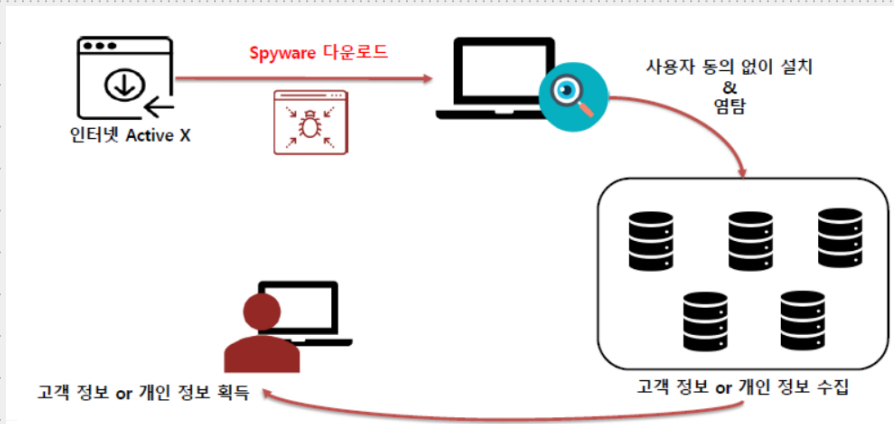 Spyware 다운로드
인터넷 Active X
사용자 동의 없이 설치
&
염탐
고객 정보 or 개인 정보 수집
고객 정보 or 개인 정보 획득